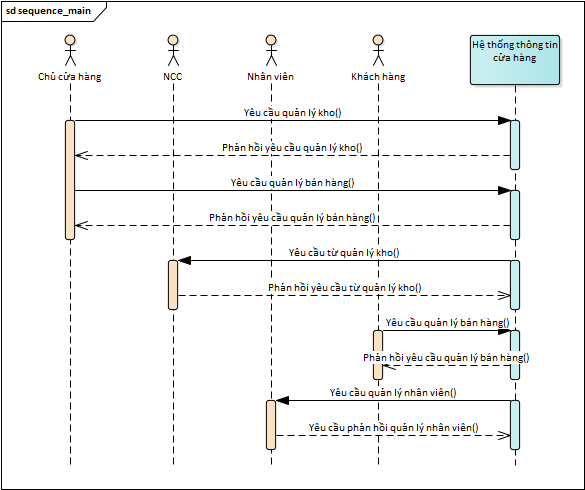 sd sequence_main
Chủ cửa hàng
NCC
Nhân viên
Khách hàng
Hệ thống thông tin
cửa hàng
Yêu cầu quản lý kho()
Phản hồi yêu cầu quản lý kho()
Yêu cầu quản lý bán hàng()
Phản hồi yêu cầu quản lý bán hàng()
Yêu cầu từ quản lý kho()
Phản hồi yêu cầu từ quản lý kho()
Yêu cầu quản lý bán hàng()
Phản hồi yêu cầu quản lý bán hàng()
Yêu cầu quản lý nhân viên()
Yêu cầu phản hồi quản lý nhân viên()